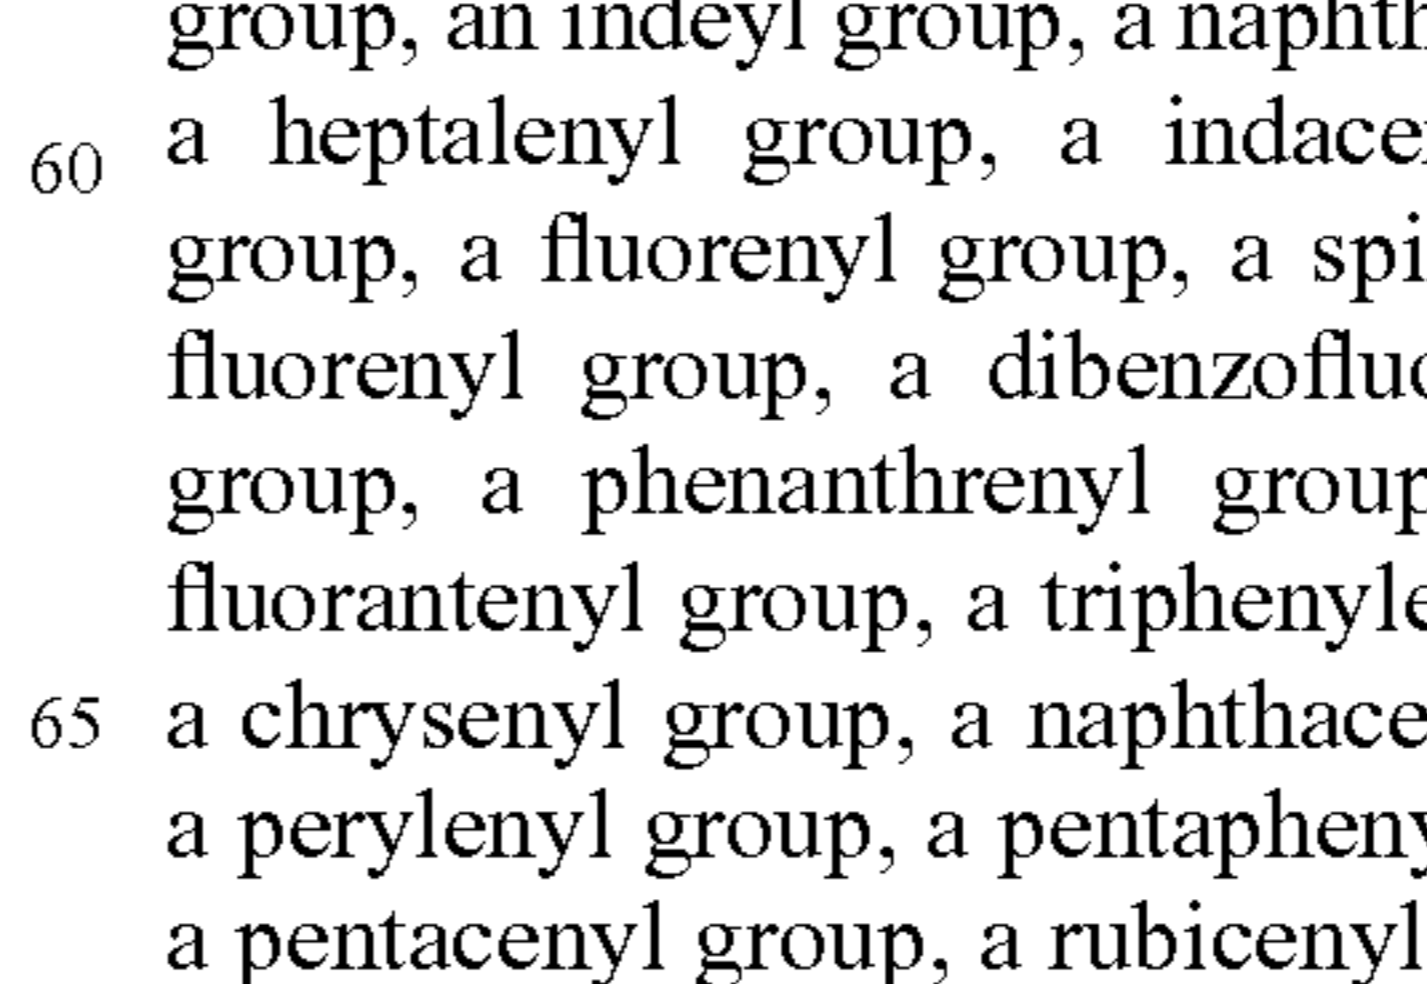 group, an indeyl group, a naphth
60 a heptalenyl group, a indace
group, a fluorenyl group, a spi
fluorenyl group, a dibenzofluo
group, a phenanthrenyl group
fluorantenyl group, a triphenyle
65 a chrysenyl group, a naphthace
a perylenyl group, a pentapheny
a pentacenyl group, a rubicenyl